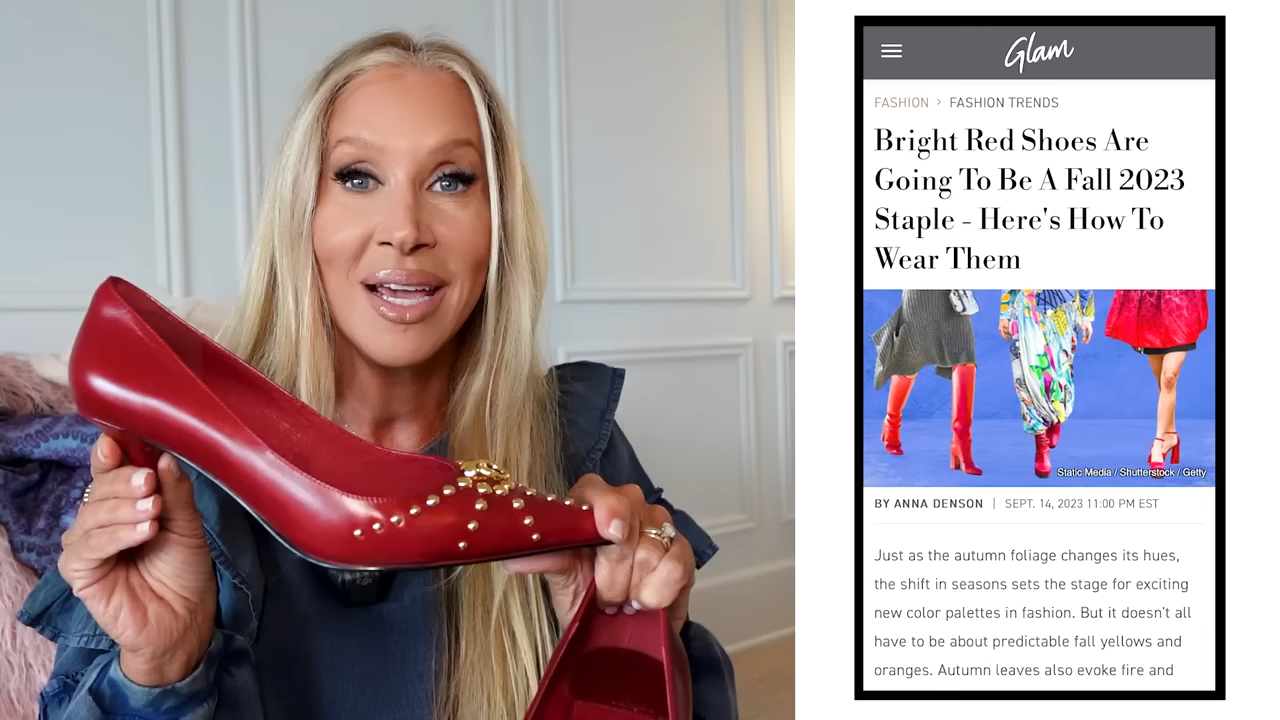 Glam
FASHION > FASHION TRENDS
Bright Red Shoes Are
Going To Be A Fall 2023
Staple - Here's How To
Wear Them
Static Media / Shutterstock / Getty
BY ANNA DENSON | SEPT. 14, 2023 11:00 PM EST
Just as the autumn foliage changes its hues,
the shift in seasons sets the stage for exciting
new color palettes in fashion. But it doesn't all
have to be about predictable fall yellows and
oranges. Autumn leaves also evoke fire and